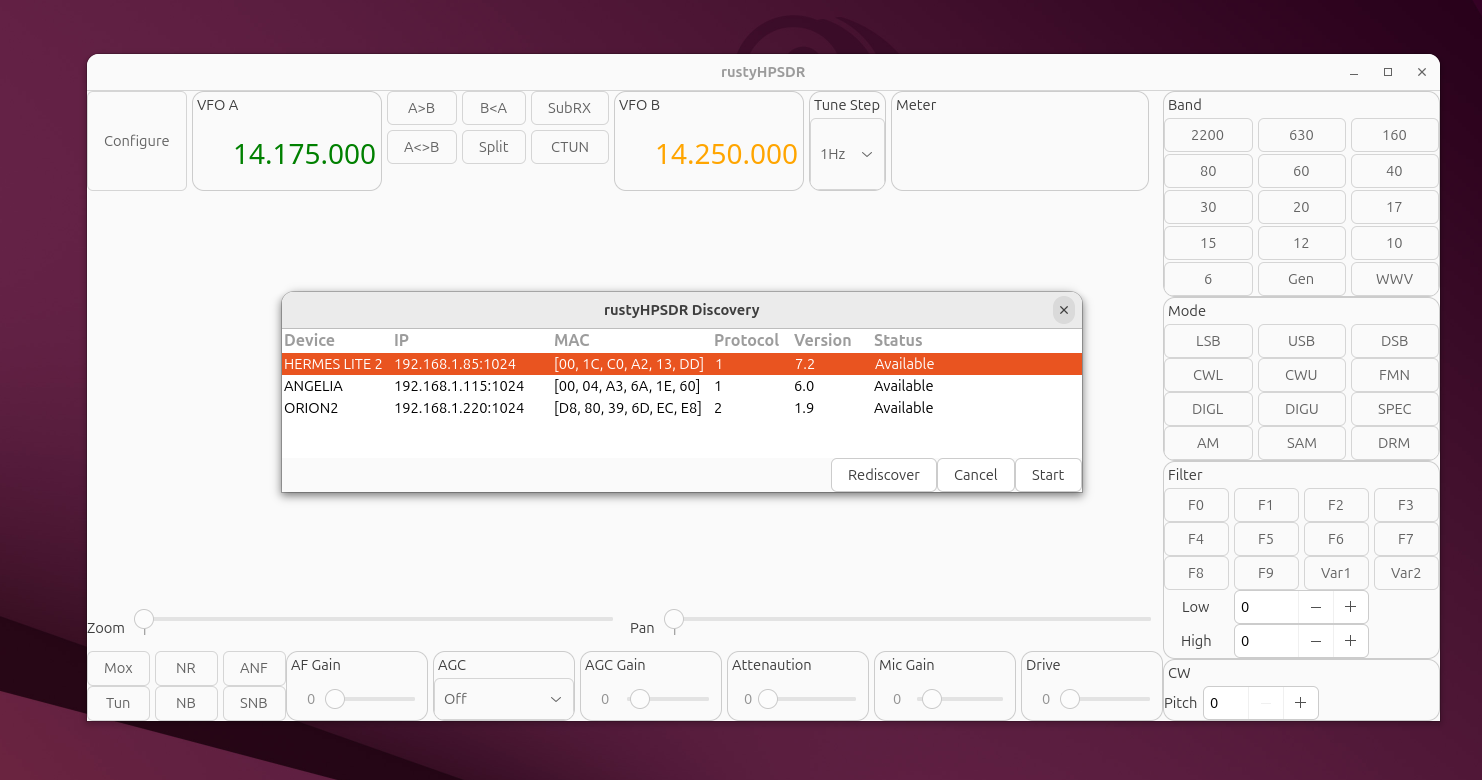 rustyHPSDR
Configure
VFO A
14.175.000
A>B B<A SubRX
A<>B Split CTUN
VFO B
14.250.000
Tune Step
1Hz
Meter
Band
2200 630 160
80 60 40
30 20 17
15 12 10
6 Gen WWV
Mode
LSB USB DSB
CWL CWU FMN
DIGL DIGU SPEC
AM SAM DRM
Filter
F0 F1 F2 F3
F4 F5 F6 F7
F8 F9 Var1 Var2
Low 0
High 0
CW
Pitch 0
rustyHPSDR Discovery
Device IP MAC Protocol Version Status
HERMES LITE 2 192.168.1.85:1024 [00, 1C, C0, A2, 13, DD] 1 7.2 Available
ANGELIA 192.168.1.115:1024 [00, 04, A3, 6A, 1E, 60] 1 6.0 Available
ORION2 192.168.1.220:1024 [D8, 80, 39, 6D, EC, E8] 2 1.9 Available
Rediscover Cancel Start
Zoom Pan
Mox NR ANF
Tun NB SNB
AF Gain
0
AGC
Off
AGC Gain
0
Attenaution
0
Mic Gain
0
Drive
0